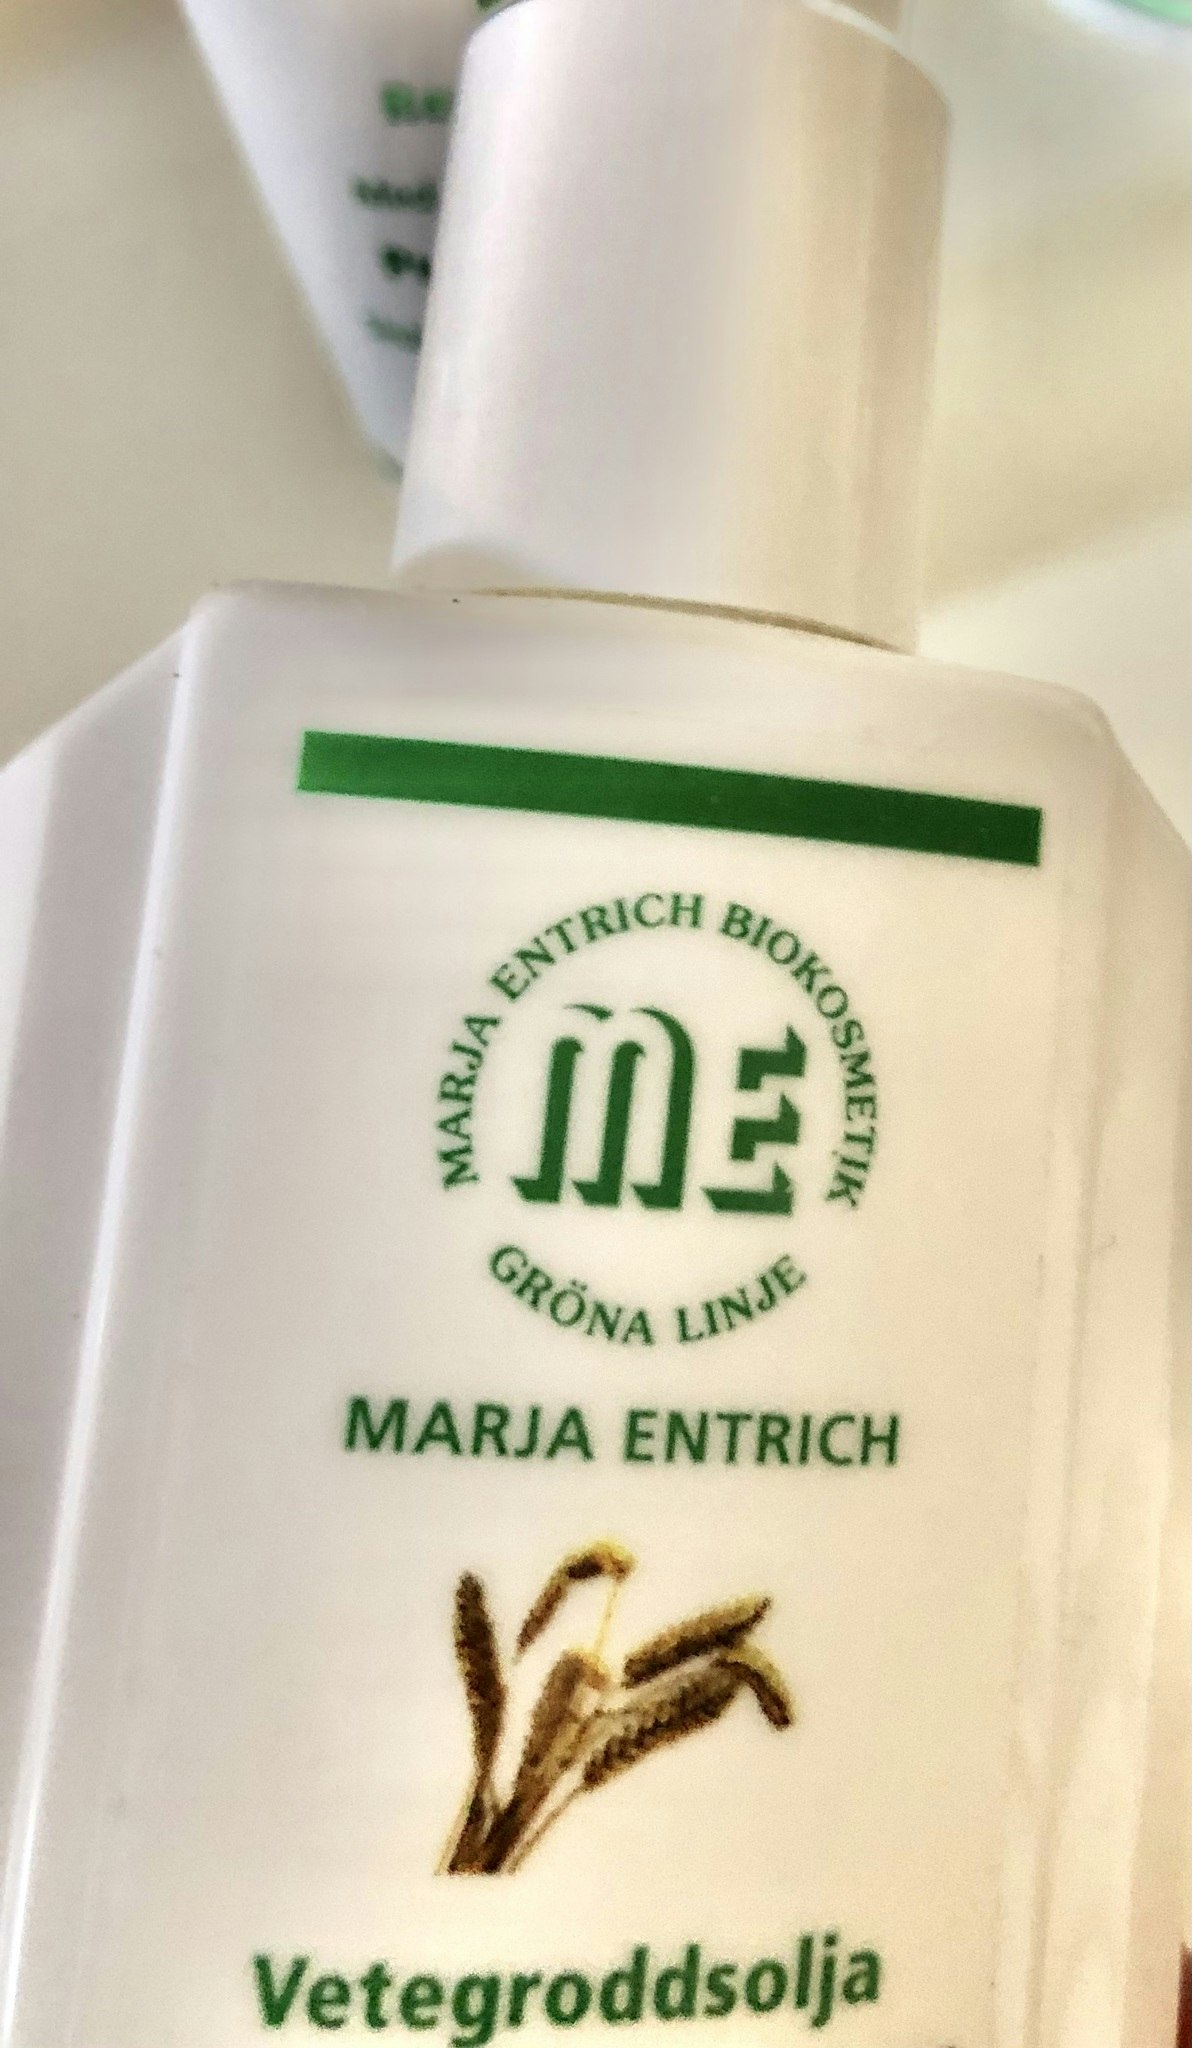 MARJA ENTRICH BIOKOSMETIK
ME
GRÖNA LINJE
MARJA ENTRICH
Vetegroddsolja